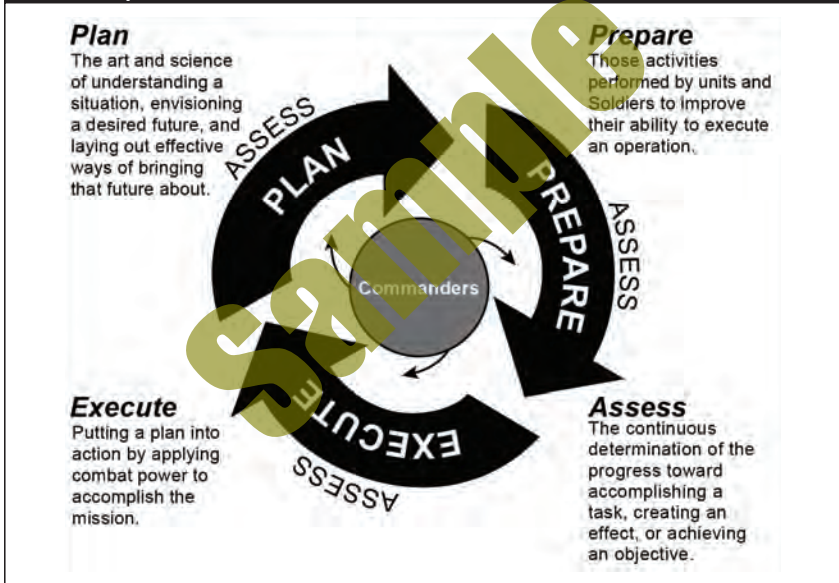 Plan
The art and science
of understanding a
situation, envisioning
a desired future, and
laying out effective
ways of bringing
that future about.
Prepare
Those activities
performed by units and
Soldiers to improve
their ability to execute
an operation.
ASSESS
PLAN
PREPARE
ASSESS
Commanders
EXECUTE
ASSESS
Execute
Putting a plan into
action by applying
combat power to
accomplish the
mission.
Assess
The continuous
determination of the
progress toward
accomplishing a
task, creating an
effect, or achieving
an objective.
Sample